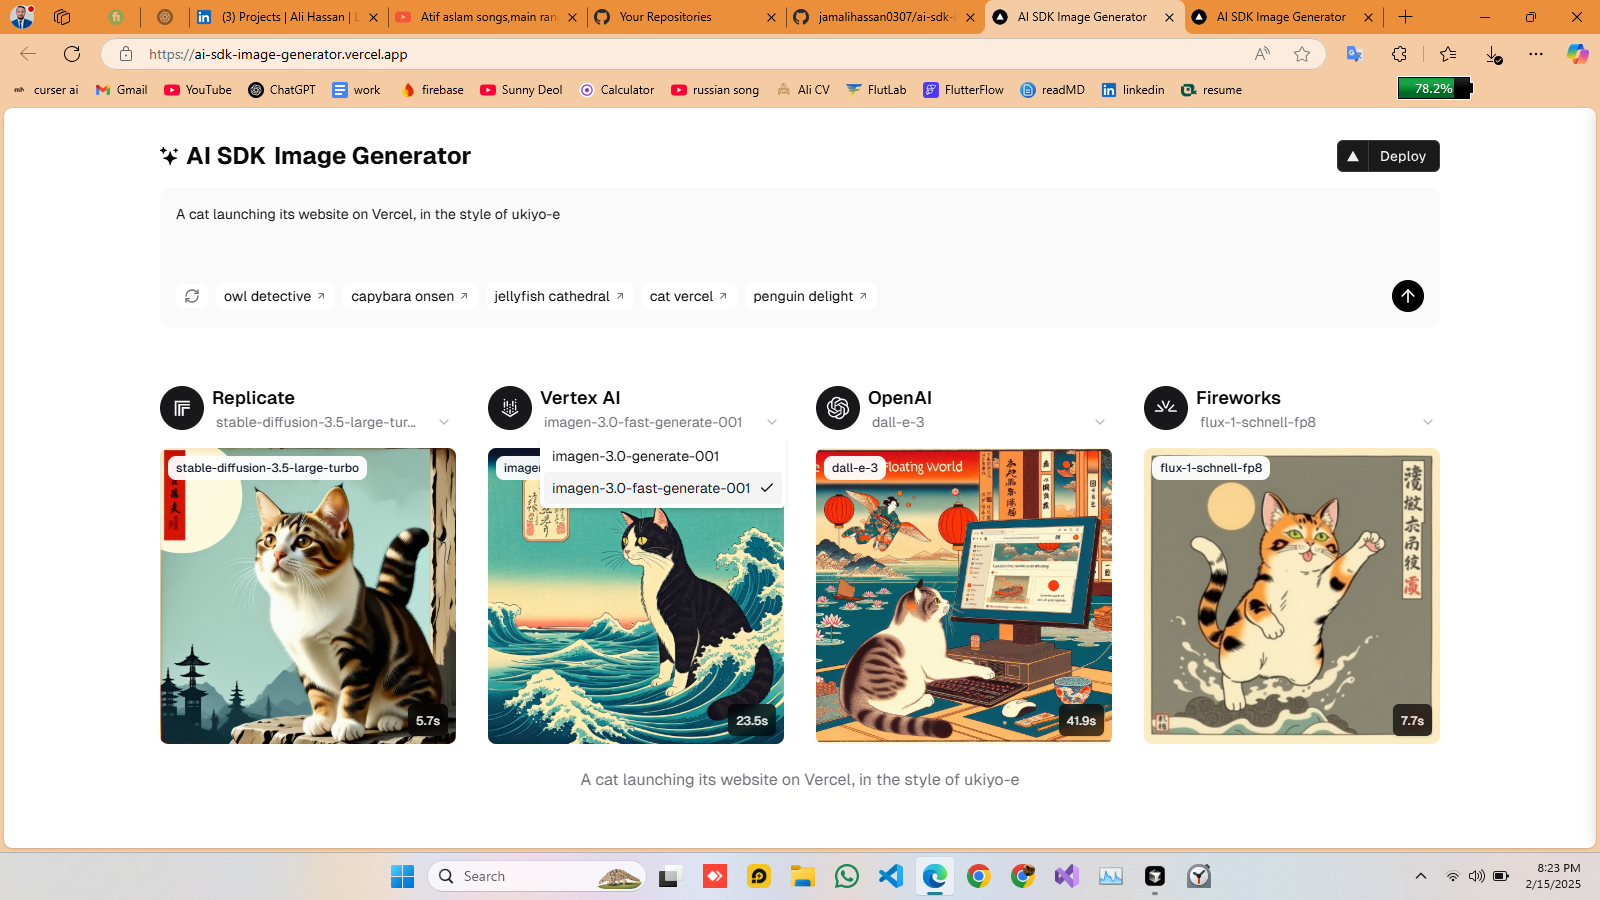 (3) Projects | Ali Hassan | L
Atif aslam songs,main ran
Your Repositories
jamalihassan0307/ai-sdk-i
AI SDK Image Generator
AI SDK Image Generator
https://ai-sdk-image-generator.vercel.app
curser ai
Gmail
YouTube
ChatGPT
work
firebase
Sunny Deol
Calculator
russian song
Ali CV
FlutLab
FlutterFlow
readMD
linkedin
resume
78.2%
AI SDK Image Generator
Deploy
A cat launching its website on Vercel, in the style of ukiyo-e
owl detective
capybara onsen
jellyfish cathedral
cat vercel
penguin delight
Replicate
stable-diffusion-3.5-large-tur...
Vertex AI
imagen-3.0-fast-generate-001
OpenAI
dall-e-3
Fireworks
flux-1-schnell-fp8
imagen-3.0-generate-001
imagen-3.0-fast-generate-001
stable-diffusion-3.5-large-turbo
imagen
dall-e-3
Floating World
flux-1-schnell-fp8
5.7s
23.5s
41.9s
7.7s
A cat launching its website on Vercel, in the style of ukiyo-e
Search
8:23 PM
2/15/2025